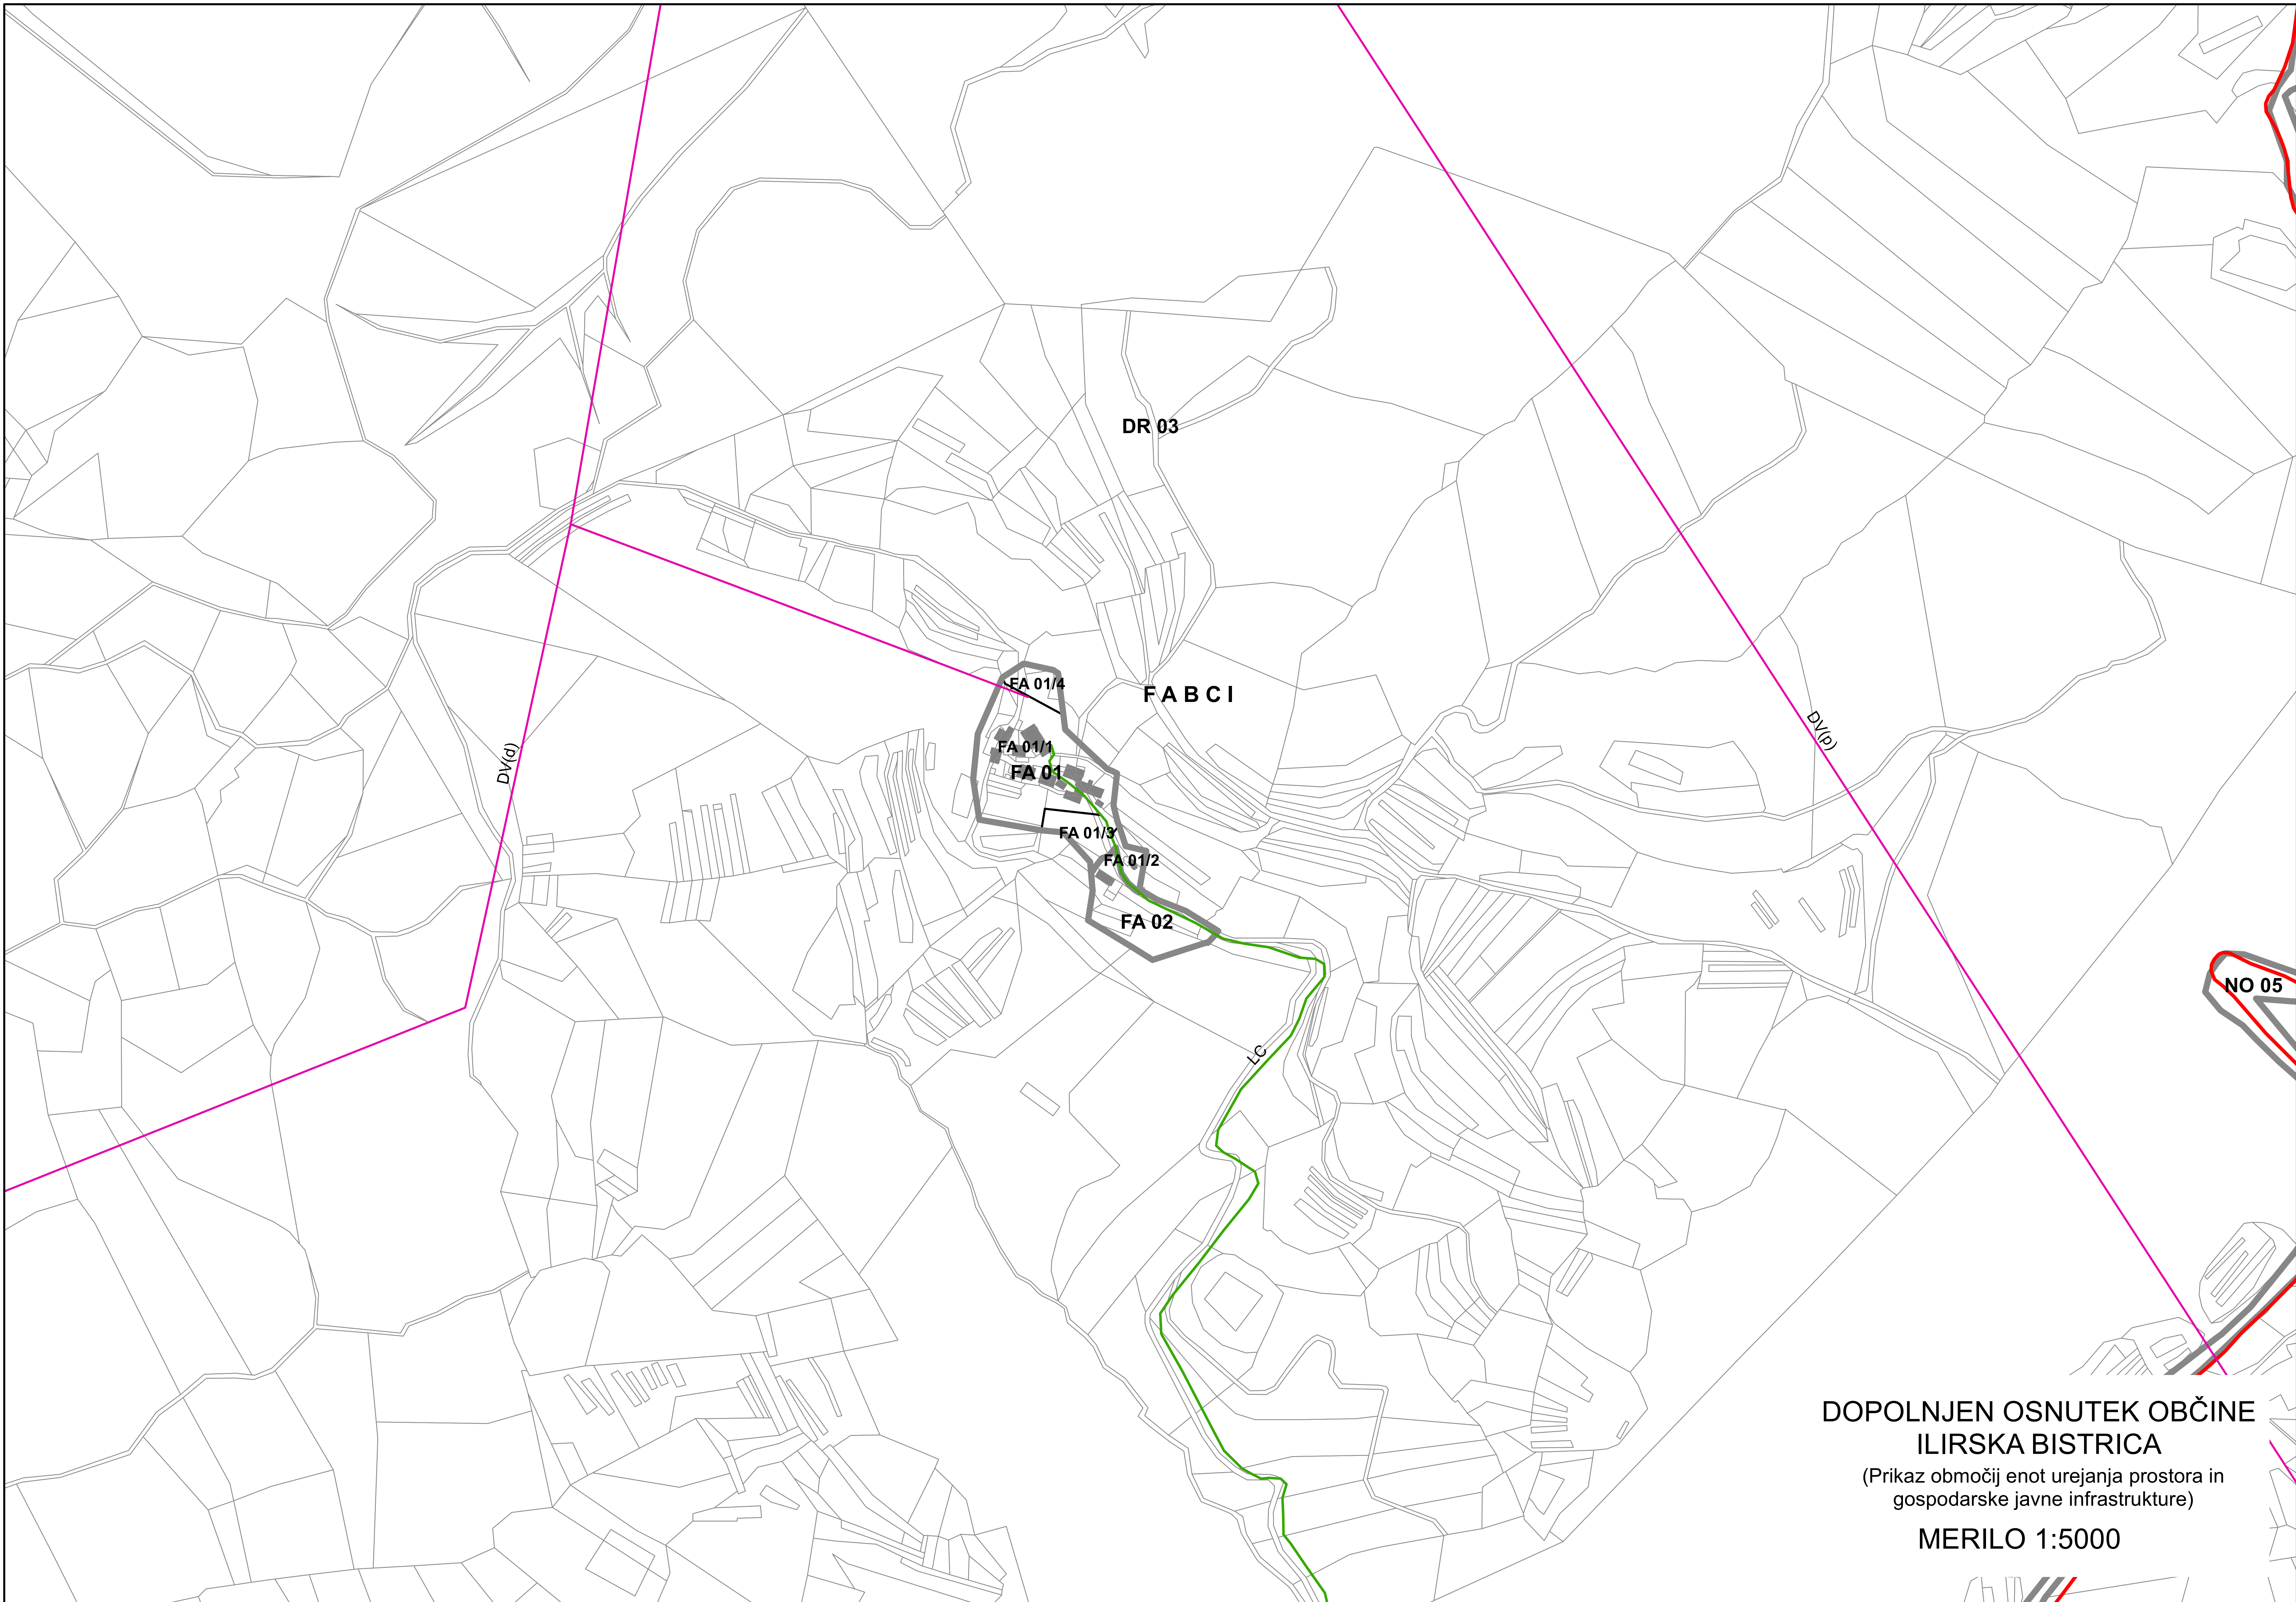 DR 03
FA 01/4
F A B C I
DV(p)
FA 01/1
DV(d)
FA 01
FA 01/3
FA 01/2
FA 02
NO 05
LC
DOPOLNJEN OSNUTEK OBČINE
ILIRSKA BISTRICA
(Prikaz območij enot urejanja prostora in
gospodarske javne infrastrukture)
MERILO 1:5000